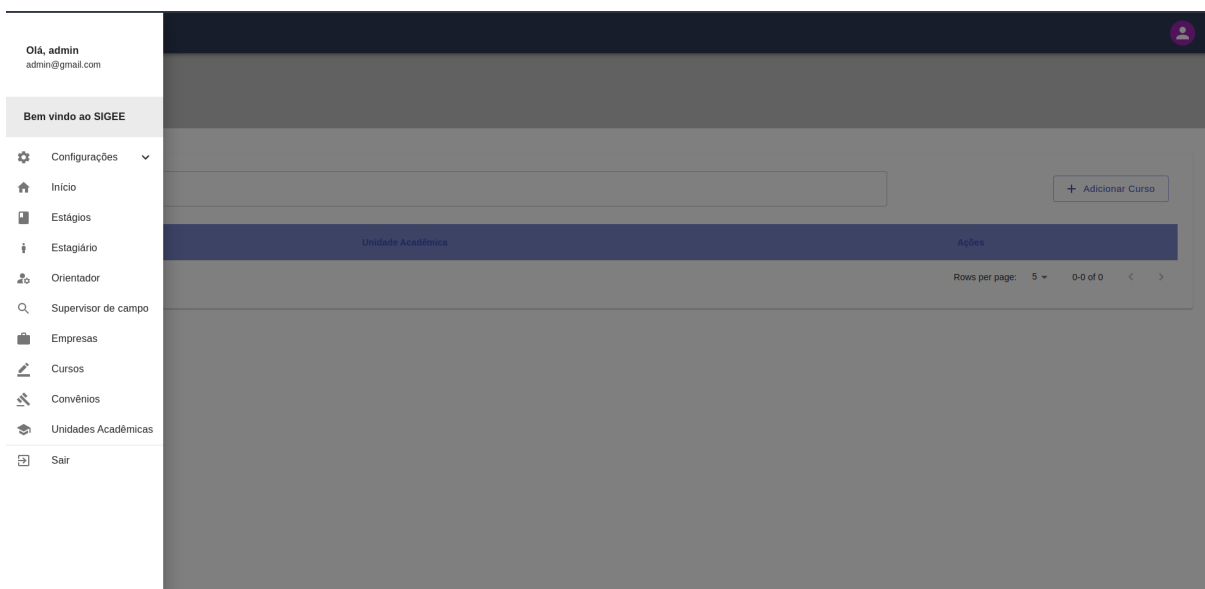 Olá, admin
admin@gmail.com
Bem vindo ao SIGEE
Configurações
Início
Estágios
Estagiário
Orientador
Supervisor de campo
Empresas
Cursos
Convênios
Unidades Acadêmicas
Sair
+ Adicionar Curso
Unidade Acadêmica Ações
Rows per page: 5 0-0 of 0